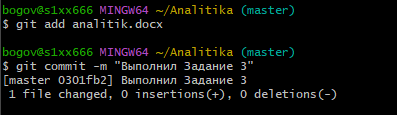 bogov@s1xx666 MINGW64 ~/Analitika (master)
$ git add analitik.docx
bogov@s1xx666 MINGW64 ~/Analitika (master)
$ git commit -m "Выполнил Задание 3"
[master 0301fb2] Выполнил Задание 3
1 file changed, 0 insertions(+), 0 deletions(-)